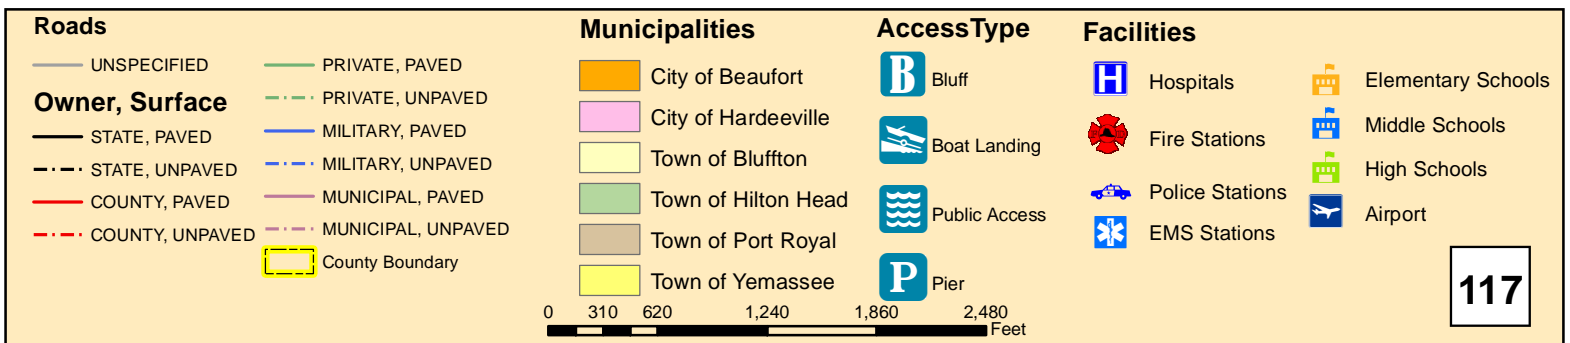 Roads
UNSPECIFIED
Owner, Surface
STATE, PAVED
STATE, UNPAVED
COUNTY, PAVED
COUNTY, UNPAVED
PRIVATE, PAVED
PRIVATE, UNPAVED
MILITARY, PAVED
MILITARY, UNPAVED
MUNICIPAL, PAVED
MUNICIPAL, UNPAVED
County Boundary
Municipalities
City of Beaufort
City of Hardeeville
Town of Bluffton
Town of Hilton Head
Town of Port Royal
Town of Yemassee
0 310 620 1,240 1,860 2,480
Feet
AccessType
B Bluff
Boat Landing
Public Access
P Pier
Facilities
H Hospitals
Fire Stations
Police Stations
EMS Stations
Elementary Schools
Middle Schools
High Schools
Airport
117